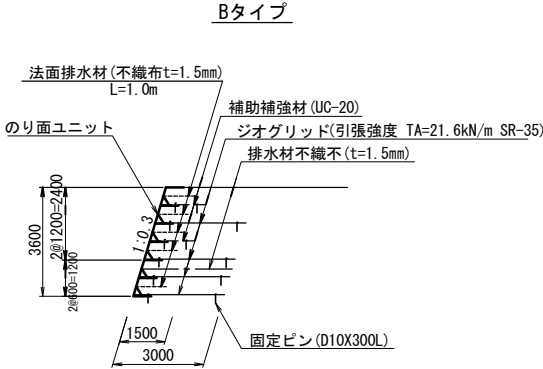 Bタイプ
法面排水材(不織布t=1.5mm)
L=1.0m
補助補強材(UC-20)
のり面ユニット
ジオグリッド(引張強度 TA=21.6kN/m SR-35)
排水材不織不(t=1.5mm)
1:0.3
3600
2@1200=2400
2@600=1200
1500
3000
固定ピン(D10X300L)